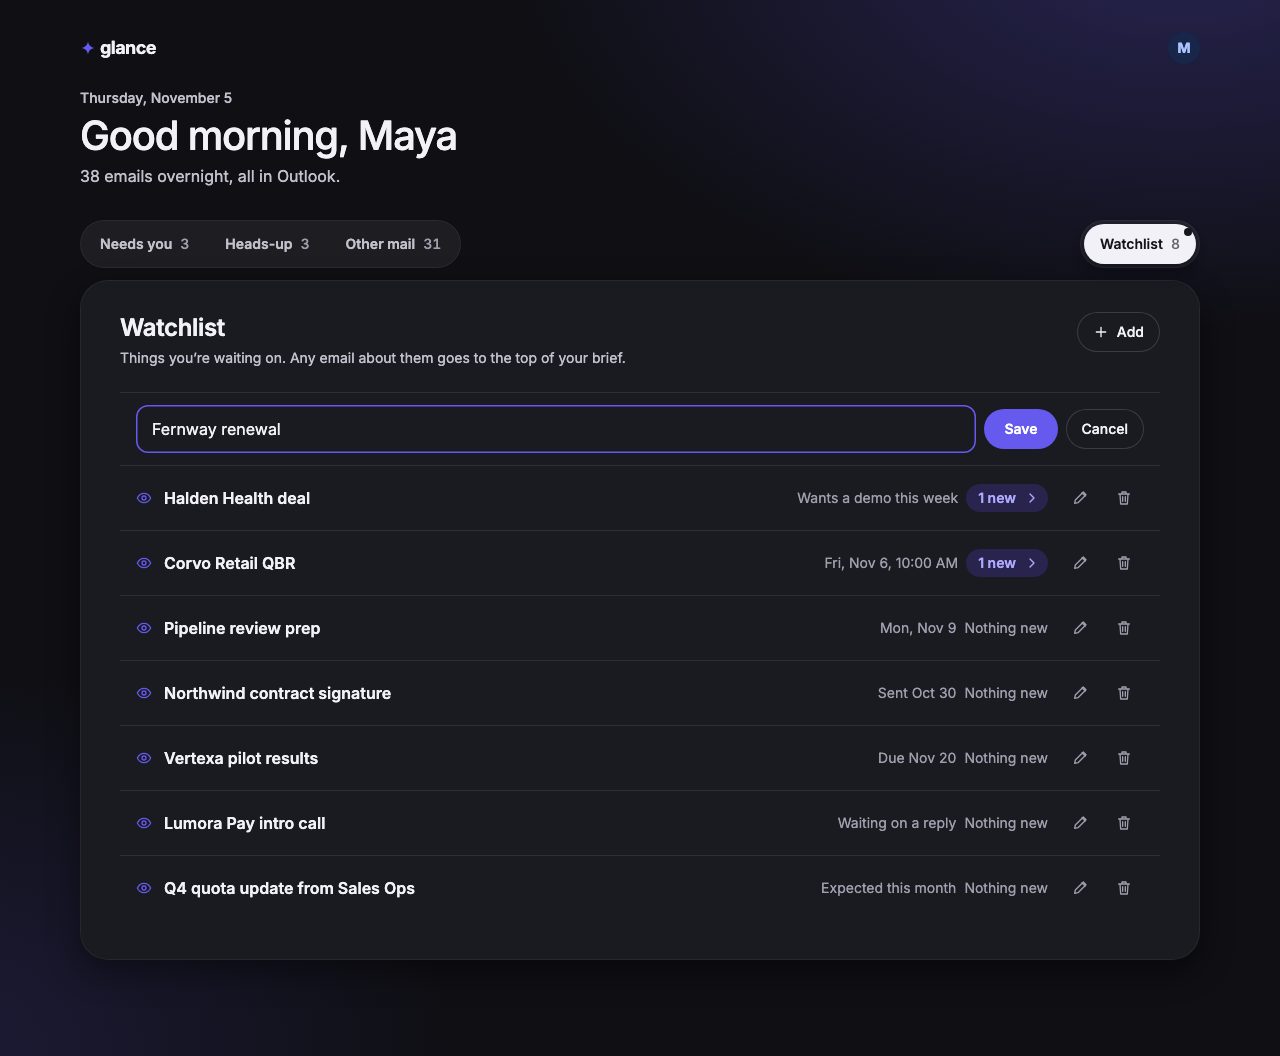 glance
M
Thursday, November 5
Good morning, Maya
38 emails overnight, all in Outlook.
Needs you 3
Heads-up 3
Other mail 31
Watchlist 8
Watchlist
Add
Things you’re waiting on. Any email about them goes to the top of your brief.
Fernway renewal
Save
Cancel
Halden Health deal Wants a demo this week 1 new
Corvo Retail QBR Fri, Nov 6, 10:00 AM 1 new
Pipeline review prep Mon, Nov 9 Nothing new
Northwind contract signature Sent Oct 30 Nothing new
Vertexa pilot results Due Nov 20 Nothing new
Lumora Pay intro call Waiting on a reply Nothing new
Q4 quota update from Sales Ops Expected this month Nothing new